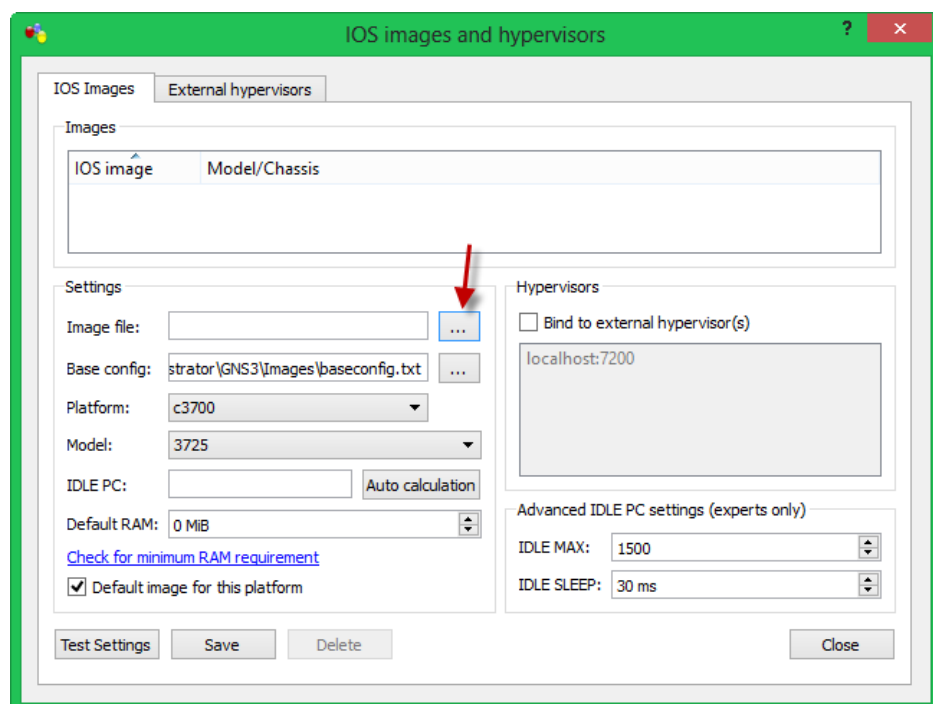 IOS images and hypervisors
?
×
IOS Images
External hypervisors
Images
IOS image
Model/Chassis
Settings
Image file:
...
Base config:
strator\GNS3\Images\baseconfig.txt
...
Platform:
c3700
Model:
3725
IDLE PC:
Auto calculation
Default RAM:
0 MiB
Check for minimum RAM requirement
Default image for this platform
Hypervisors
Bind to external hypervisor(s)
localhost:7200
Advanced IDLE PC settings (experts only)
IDLE MAX:
1500
IDLE SLEEP:
30 ms
Test Settings
Save
Delete
Close